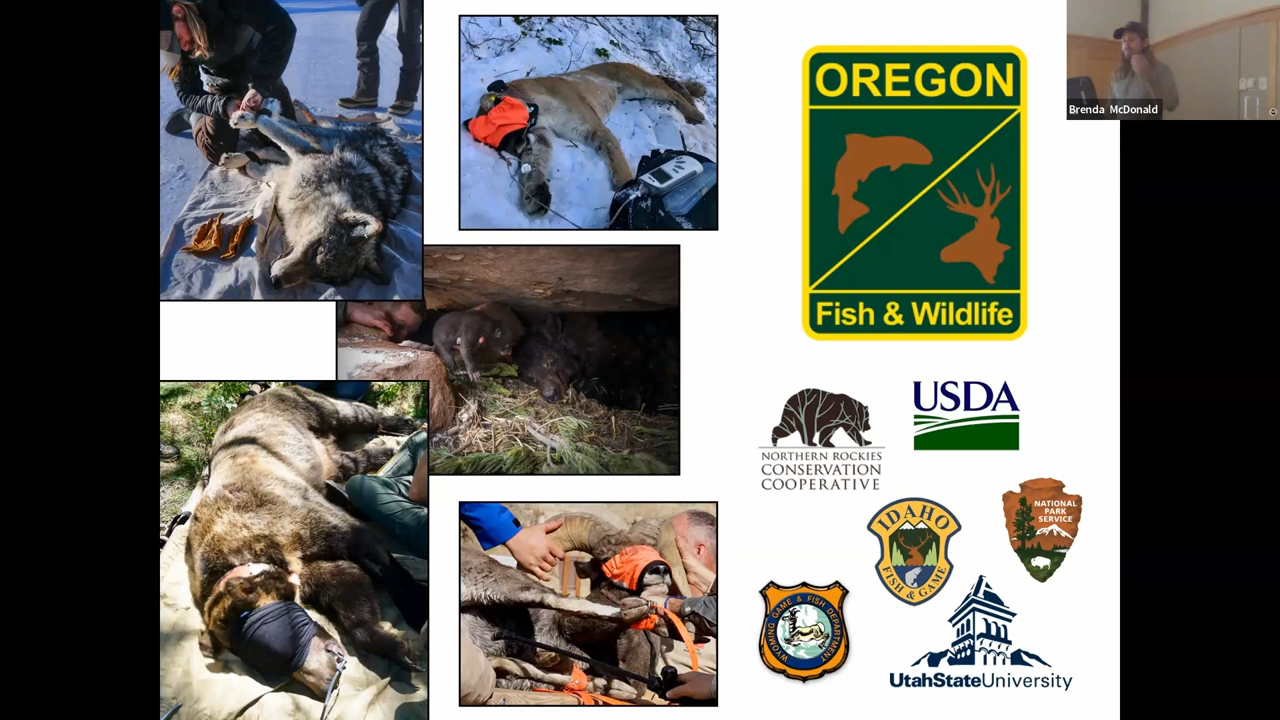 Brenda McDonald
OREGON
Fish & Wildlife
USDA
NORTHERN ROCKIES
CONSERVATION
COOPERATIVE
NATIONAL
PARK
SERVICE
IDAHO
FISH & GAME
WYOMING GAME & FISH DEPARTMENT
UtahStateUniversity